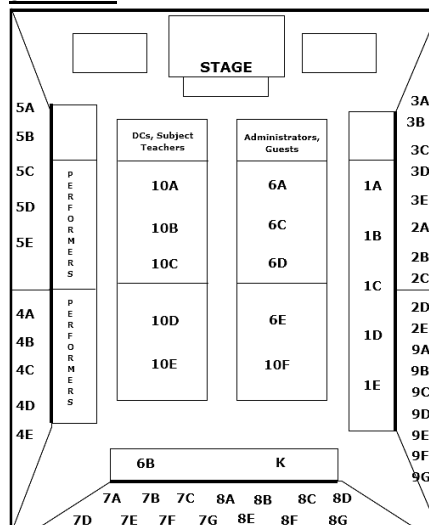 STAGE
DCs, Subject
Teachers
Administrators,
Guests
5A
5B
5C
5D
5E
4A
4B
4C
4D
4E
PERFORMERS
PERFORMERS
10A
10B
10C
10D
10E
6A
6C
6D
6E
10F
1A
1B
1C
1D
1E
3A
3B
3C
3D
3E
2A
2B
2C
2D
2E
9A
9B
9C
9D
9E
9F
9G
6B K
7A 7B 7C 8A 8B 8C 8D
7D 7E 7F 7G 8E 8F 8G